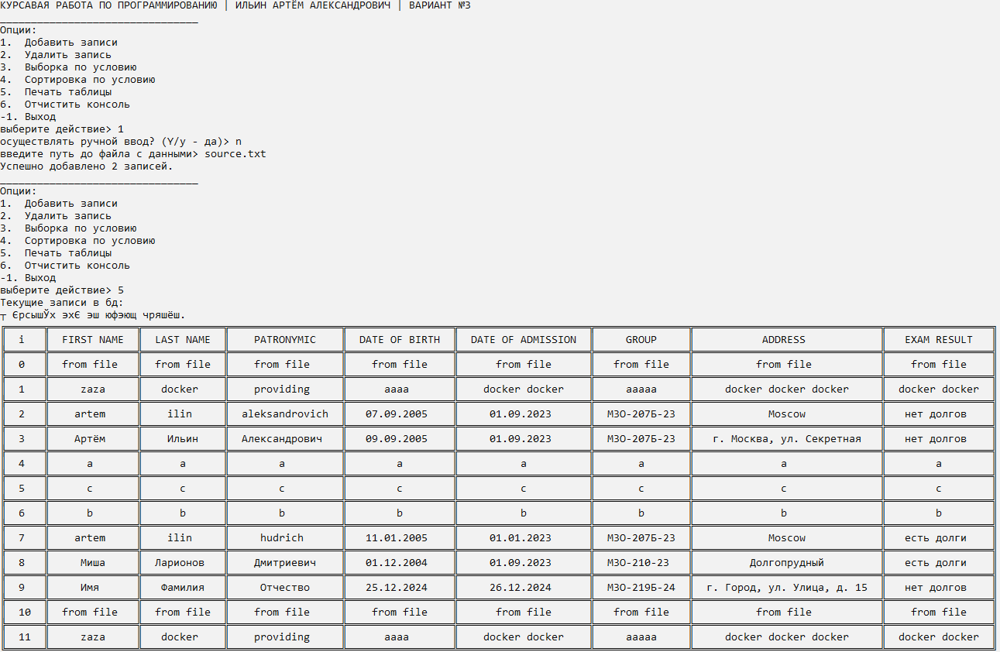 КУРСАВАЯ РАБОТА ПО ПРОГРАММИРОВАНИЮ | ИЛЬИН АРТЁМ АЛЕКСАНДРОВИЧ | ВАРИАНТ №3
________________________________
Опции:
1. Добавить записи
2. Удалить запись
3. Выборка по условию
4. Сортировка по условию
5. Печать таблицы
6. Отчистить консоль
-1. Выход
выберите действие> 1
осуществлять ручной ввод? (Y/y - да)> n
введите путь до файла с данными> source.txt
Успешно добавлено 2 записей.
________________________________
Опции:
1. Добавить записи
2. Удалить запись
3. Выборка по условию
4. Сортировка по условию
5. Печать таблицы
6. Отчистить консоль
-1. Выход
выберите действие> 5
Текущие записи в бд:
┬ ЄрсышЎх эхЄ эш юфэющ чряшёш.
i FIRST NAME LAST NAME PATRONYMIC DATE OF BIRTH DATE OF ADMISSION GROUP ADDRESS EXAM RESULT
0 from file from file from file from file from file from file from file from file
1 zaza docker providing aaaa docker docker aaaaa docker docker docker docker docker
2 artem ilin aleksandrovich 07.09.2005 01.09.2023 МЗО-207Б-23 Moscow нет долгов
3 Артём Ильин Александрович 09.09.2005 01.09.2023 МЗО-207Б-23 г. Москва, ул. Секретная нет долгов
4 a a a a a a a a
5 c c c c c c c c
6 b b b b b b b b
7 artem ilin hudrich 11.01.2005 01.01.2023 МЗО-207Б-23 Moscow есть долги
8 Миша Ларионов Дмитриевич 01.12.2004 01.09.2023 МЗО-210-23 Долгопрудный есть долги
9 Имя Фамилия Отчество 25.12.2024 26.12.2024 МЗО-219Б-24 г. Город, ул. Улица, д. 15 нет долгов
10 from file from file from file from file from file from file from file from file
11 zaza docker providing aaaa docker docker aaaaa docker docker docker docker docker